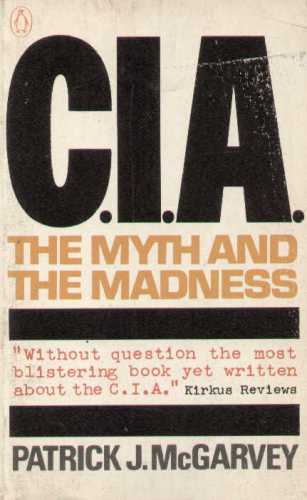 C.I.A.
THE MYTH AND
THE MADNESS
"Without question the most
blistering book yet written
about the C.I.A." Kirkus Reviews
PATRICK J. McGARVEY